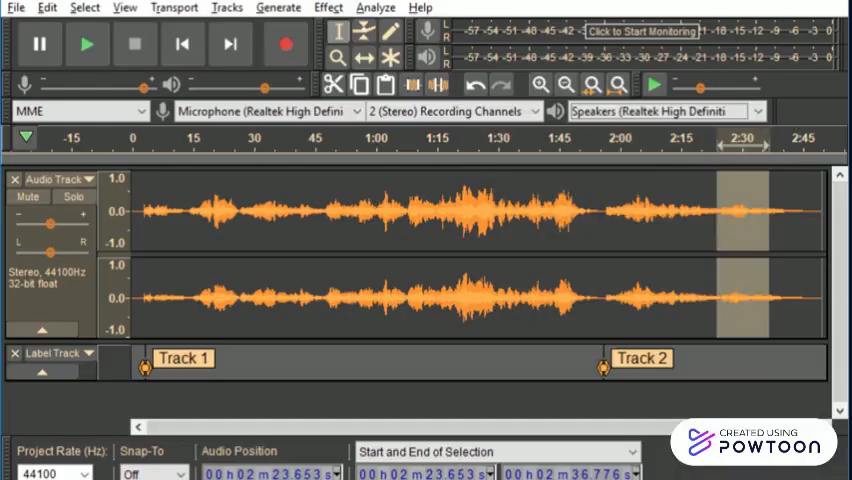 File Edit Select View Transport Tracks Generate Effect Analyze Help
-57 -54 -51 -48 -45 -42 -3 Click to Start Monitoring -21 -18 -15 -12 -9 -6 -3 0
-57 -54 -51 -48 -45 -42 -39 -36 -33 -30 -27 -24 -21 -18 -15 -12 -9 -6 -3 0
MME Microphone (Realtek High Defini 2 (Stereo) Recording Channels Speakers (Realtek High Definiti
-15 0 15 30 45 1:00 1:15 1:30 1:45 2:00 2:15 2:30 2:45
Audio Track 1.0
Mute Solo
- + 0.0
L R -1.0
Stereo, 44100Hz 1.0
32-bit float
0.0
-1.0
Label Track Track 1 Track 2
CREATED USING
POWTOON
Project Rate (Hz): Snap-To Audio Position Start and End of Selection
44100 Off 00 h 02 m 23.653 s 00 h 02 m 23.653 s 00 h 02 m 36.776 s